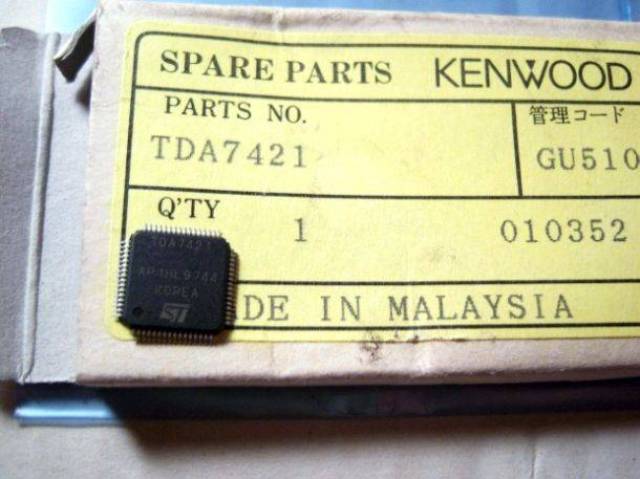 SPARE PARTS KENWOOD
PARTS NO.
管理コード
TDA7421
GU510
Q'TY
1
010352
DE IN MALAYSIA
TDA7421
KOREA
ST